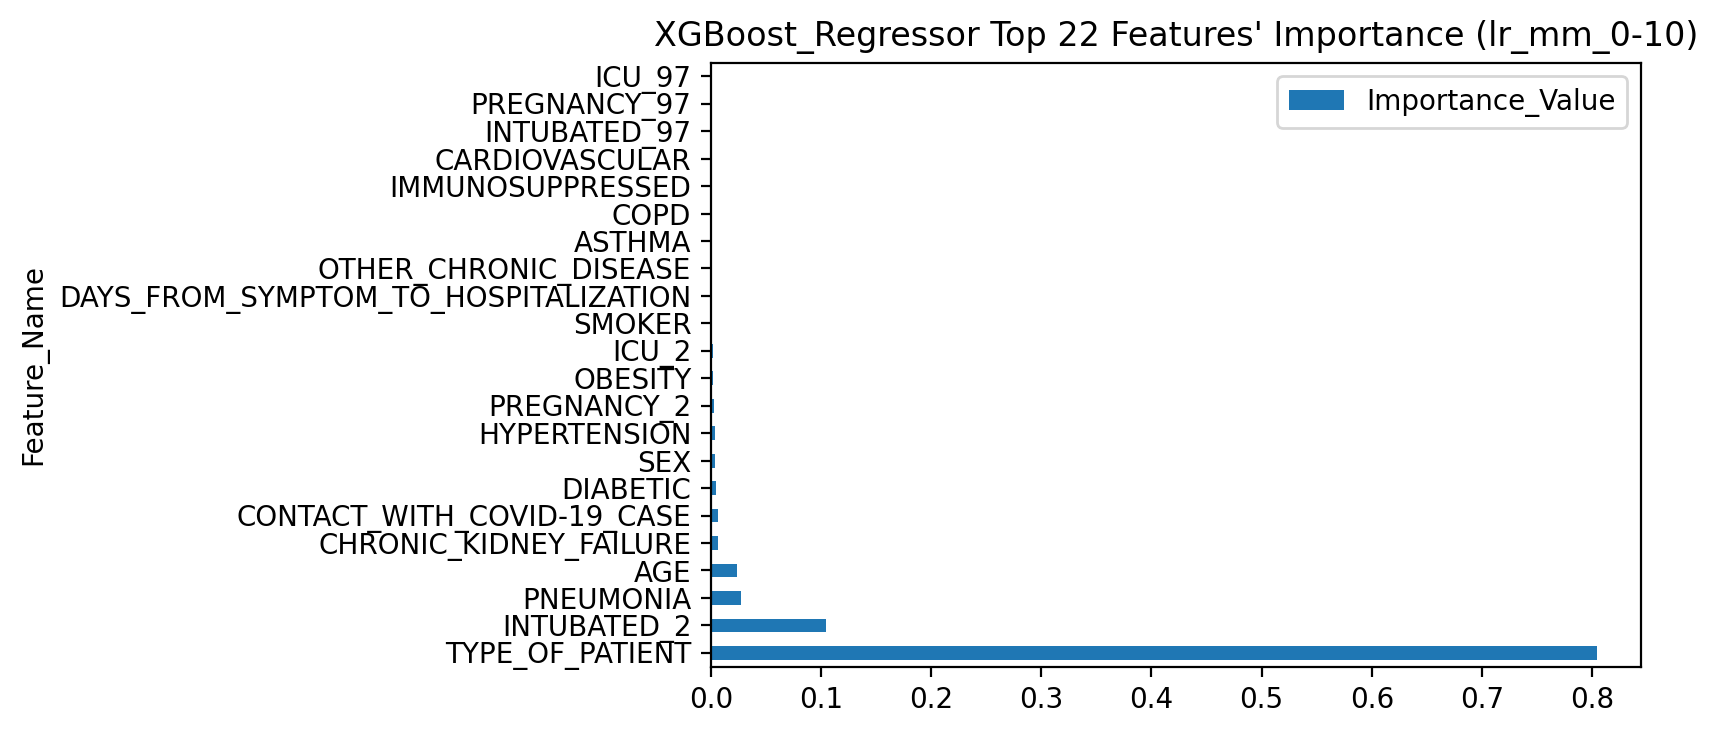 XGBoost_Regressor Top 22 Features' Importance (lr_mm_0-10)
Importance_Value
Feature_Name
ICU_97
PREGNANCY_97
INTUBATED_97
CARDIOVASCULAR
IMMUNOSUPPRESSED
COPD
ASTHMA
OTHER_CHRONIC_DISEASE
DAYS_FROM_SYMPTOM_TO_HOSPITALIZATION
SMOKER
ICU_2
OBESITY
PREGNANCY_2
HYPERTENSION
SEX
DIABETIC
CONTACT_WITH_COVID-19_CASE
CHRONIC_KIDNEY_FAILURE
AGE
PNEUMONIA
INTUBATED_2
TYPE_OF_PATIENT
0.0 0.1 0.2 0.3 0.4 0.5 0.6 0.7 0.8